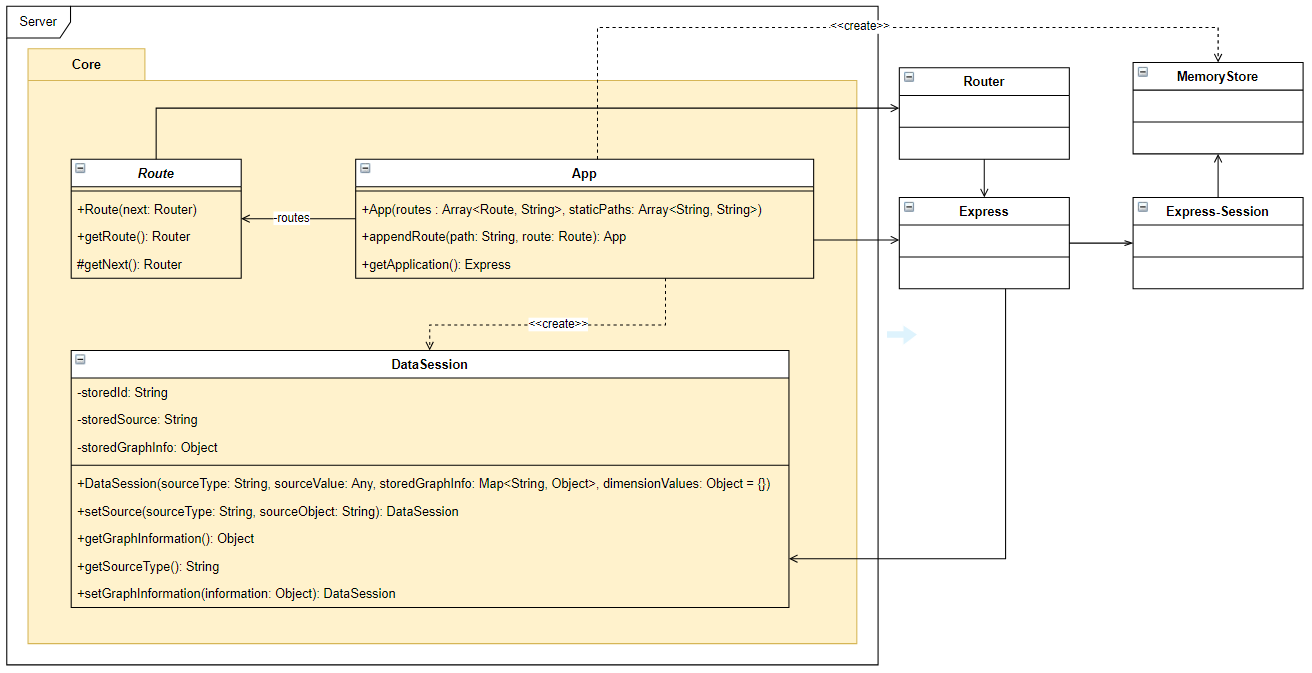 Server
<<create>>
Core
Router
MemoryStore
Route
+Route(next: Router)
+getRoute(): Router
#getNext(): Router
-routes
App
+App(routes : Array<Route, String>, staticPaths: Array<String, String>)
+appendRoute(path: String, route: Route): App
+getApplication(): Express
Express
Express-Session
<<create>>
DataSession
-storedId: String
-storedSource: String
-storedGraphInfo: Object
+DataSession(sourceType: String, sourceValue: Any, storedGraphInfo: Map<String, Object>, dimensionValues: Object = {})
+setSource(sourceType: String, sourceObject: String): DataSession
+getGraphInformation(): Object
+getSourceType(): String
+setGraphInformation(information: Object): DataSession